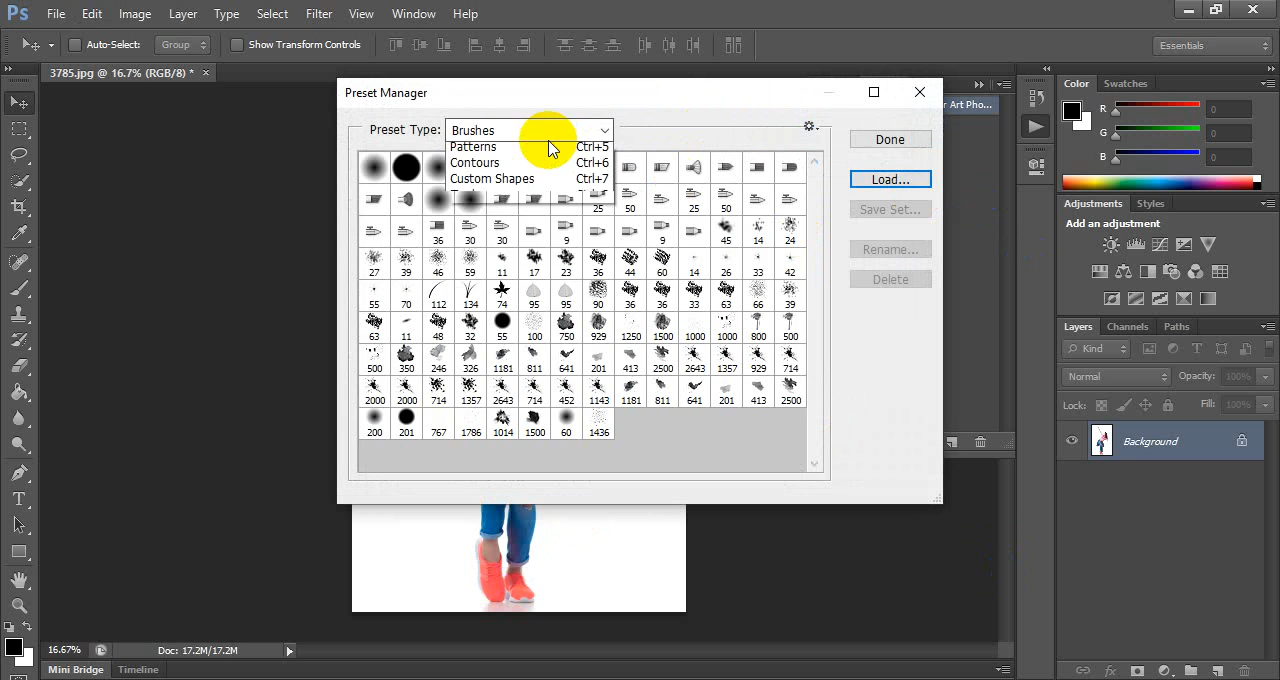 Ps File Edit Image Layer Type Select Filter View Window Help
Auto-Select: Group Show Transform Controls Essentials
3785.jpg @ 16.7% (RGB/8) * ×
Preset Manager
Preset Type: Brushes
Patterns Ctrl+5
Contours Ctrl+6
Custom Shapes Ctrl+7
25 50 25 50
36 30 30 9 9 45 14 24
27 39 46 59 11 17 23 36 44 60 14 26 33 42
55 70 112 134 74 95 95 90 36 36 33 63 66 39
63 11 48 32 55 100 750 929 1250 1500 1000 1000 800 500
500 350 246 326 1181 811 641 201 413 2500 2643 1357 929 714
2000 2000 714 1357 2643 714 452 1143 1181 811 641 201 413 2500
200 201 767 1786 1014 1500 60 1436
Done
Load...
Save Set...
Rename...
Delete
r Art Pho...
Color Swatches
R 0
G 0
B 0
Adjustments Styles
Add an adjustment
Layers Channels Paths
Kind
Normal Opacity: 100%
Lock: Fill: 100%
Background
16.67% Doc: 17.2M/17.2M
Mini Bridge Timeline